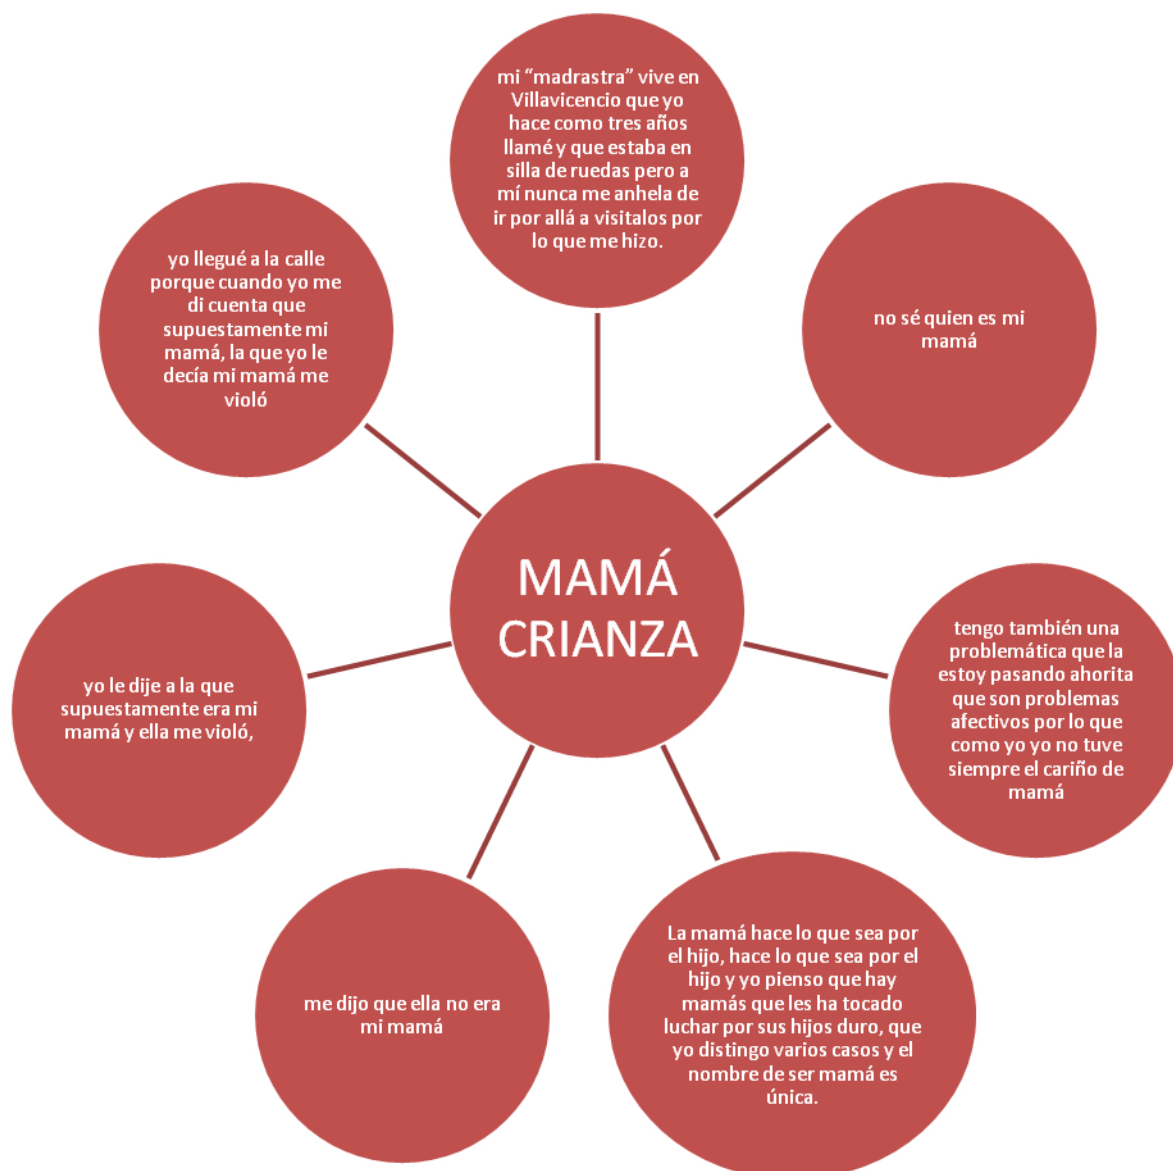 mi “madrastra” vive en
Villavicencio que yo
hace como tres años
llamé y que estaba en
silla de ruedas pero a
mí nunca me anhela de
ir por allá a visitalos por
lo que me hizo.
no sé quien es mi
mamá
tengo también una
problemática que la
estoy pasando ahorita
que son problemas
afectivos por lo que
como yo yo no tuve
siempre el cariño de
mamá
La mamá hace lo que sea por
el hijo, hace lo que sea por el
hijo y yo pienso que hay
mamás que les ha tocado
luchar por sus hijos duro, que
yo distingo varios casos y el
nombre de ser mamá es
única.
me dijo que ella no era
mi mamá
yo le dije a la que
supuestamente era mi
mamá y ella me violó,
yo llegué a la calle
porque cuando yo me
di cuenta que
supuestamente mi
mamá, la que yo le
decía mi mamá me
violó
MAMÁ
CRIANZA